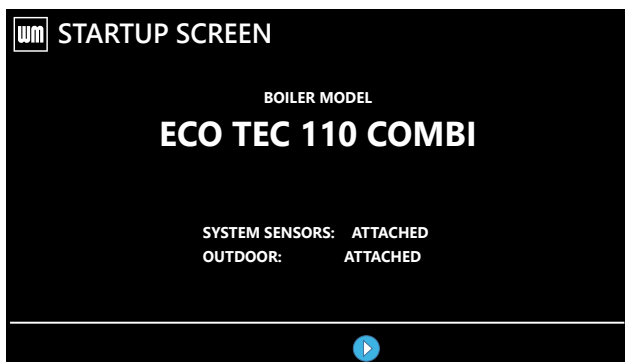 WM STARTUP SCREEN
BOILER MODEL
ECO TEC 110 COMBI
SYSTEM SENSORS: ATTACHED
OUTDOOR: ATTACHED